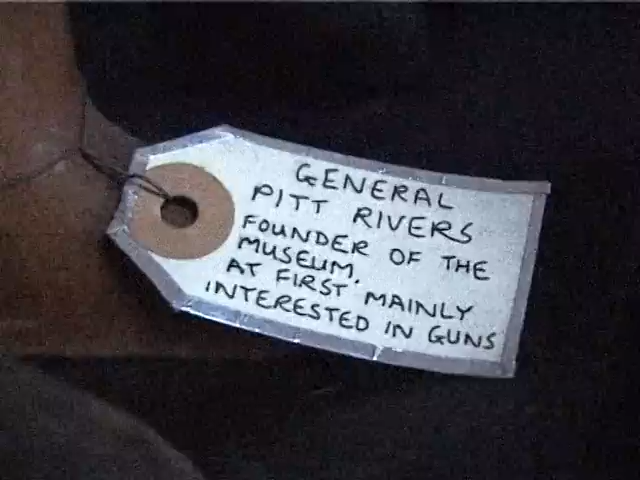 GENERAL
PITT RIVERS
FOUNDER OF THE
MUSEUM.
AT FIRST MAINLY
INTERESTED IN GUNS